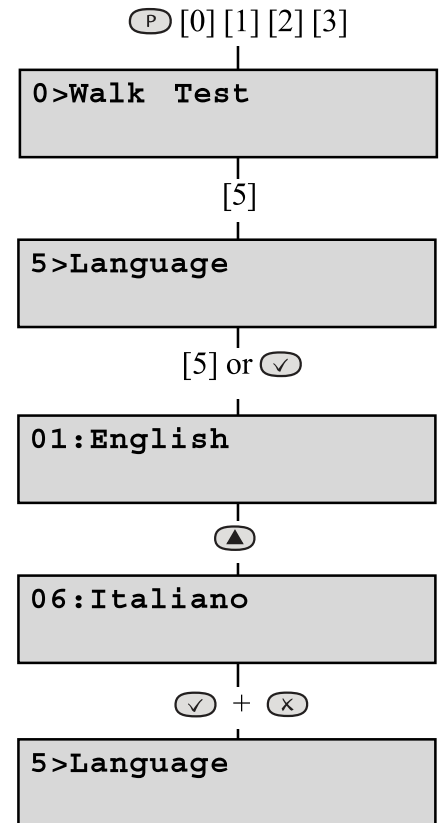 P [0] [1] [2] [3]
0>Walk Test
[5]
5>Language
[5] or ✓
01:English
▲
06:Italiano
✓ + x
5>Language